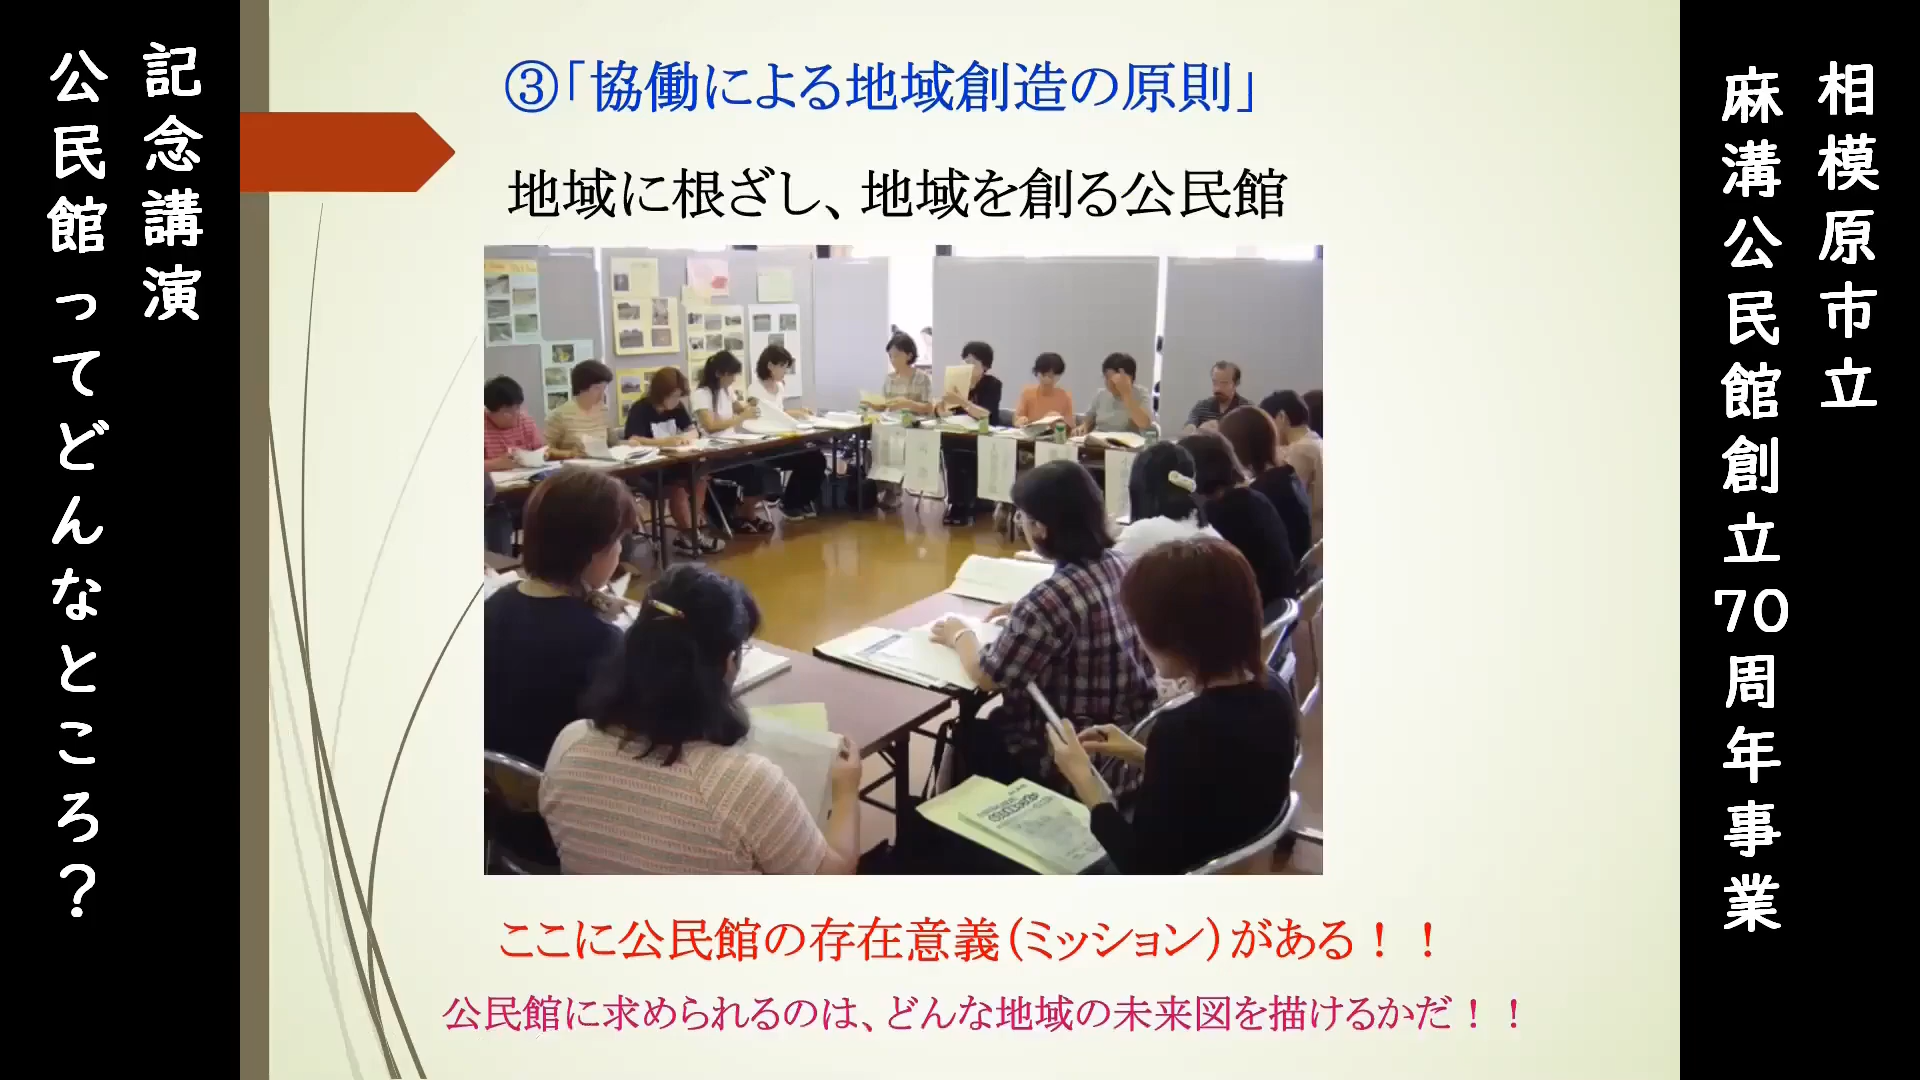 相模原市立
麻溝公民館創立70周年事業
記念講演
公民館ってどんなところ？
③「協働による地域創造の原則」
地域に根ざし、地域を創る公民館
ここに公民館の存在意義（ミッション）がある！！
公民館に求められるのは、どんな地域の未来図を描けるかだ！！